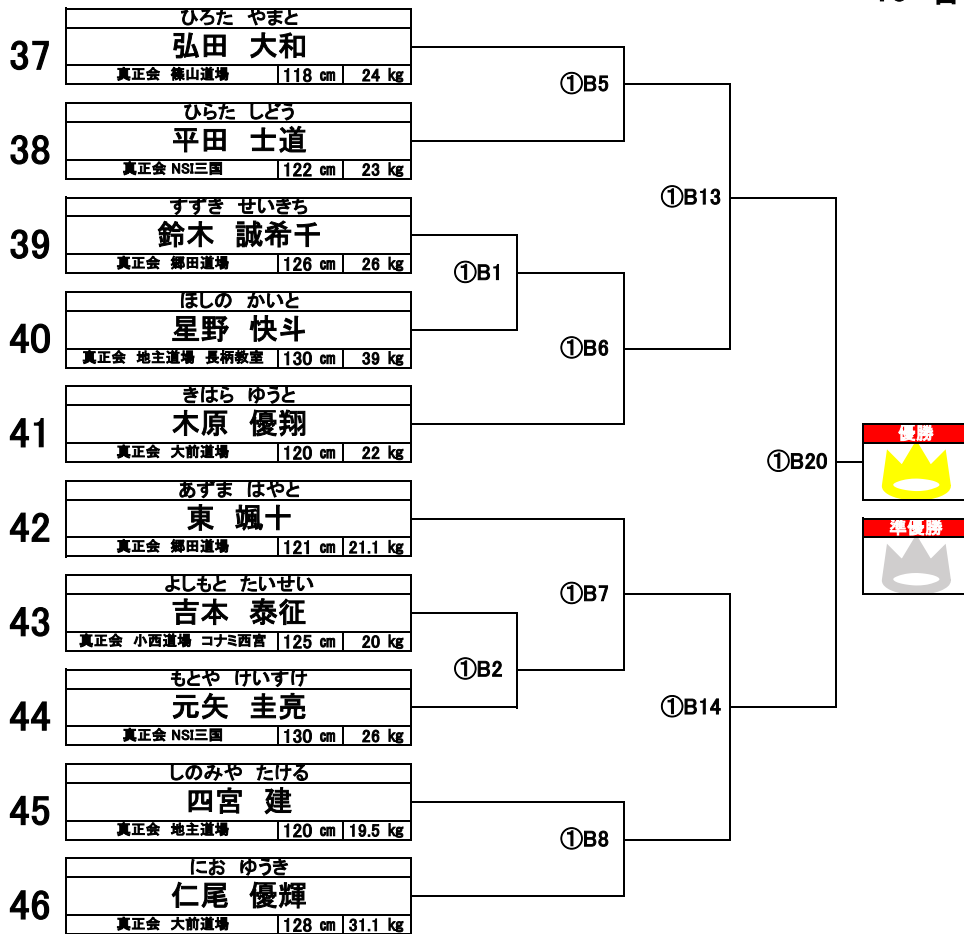 ひろた やまと
37 弘田 大和
真正会 篠山道場 118 cm 24 kg
①B5
ひらた しどう
38 平田 士道
真正会 NSI三国 122 cm 23 kg
①B13
すずき せいきち
39 鈴木 誠希千
真正会 郷田道場 126 cm 26 kg
①B1
ほしの かいと
40 星野 快斗
真正会 地主道場 長柄教室 130 cm 39 kg
①B6
きはら ゆうと
41 木原 優翔
真正会 大前道場 120 cm 22 kg
優勝
①B20
あずま はやと
42 東 颯十
真正会 郷田道場 121 cm 21.1 kg
準優勝
よしもと たいせい
①B7
43 吉本 泰征
真正会 小西道場 コナミ西宮 125 cm 20 kg
①B2
もとや けいすけ
44 元矢 圭亮
①B14
真正会 NSI三国 130 cm 26 kg
しのみや たける
45 四宮 建
真正会 地主道場 120 cm 19.5 kg
①B8
にお ゆうき
46 仁尾 優輝
真正会 大前道場 128 cm 31.1 kg